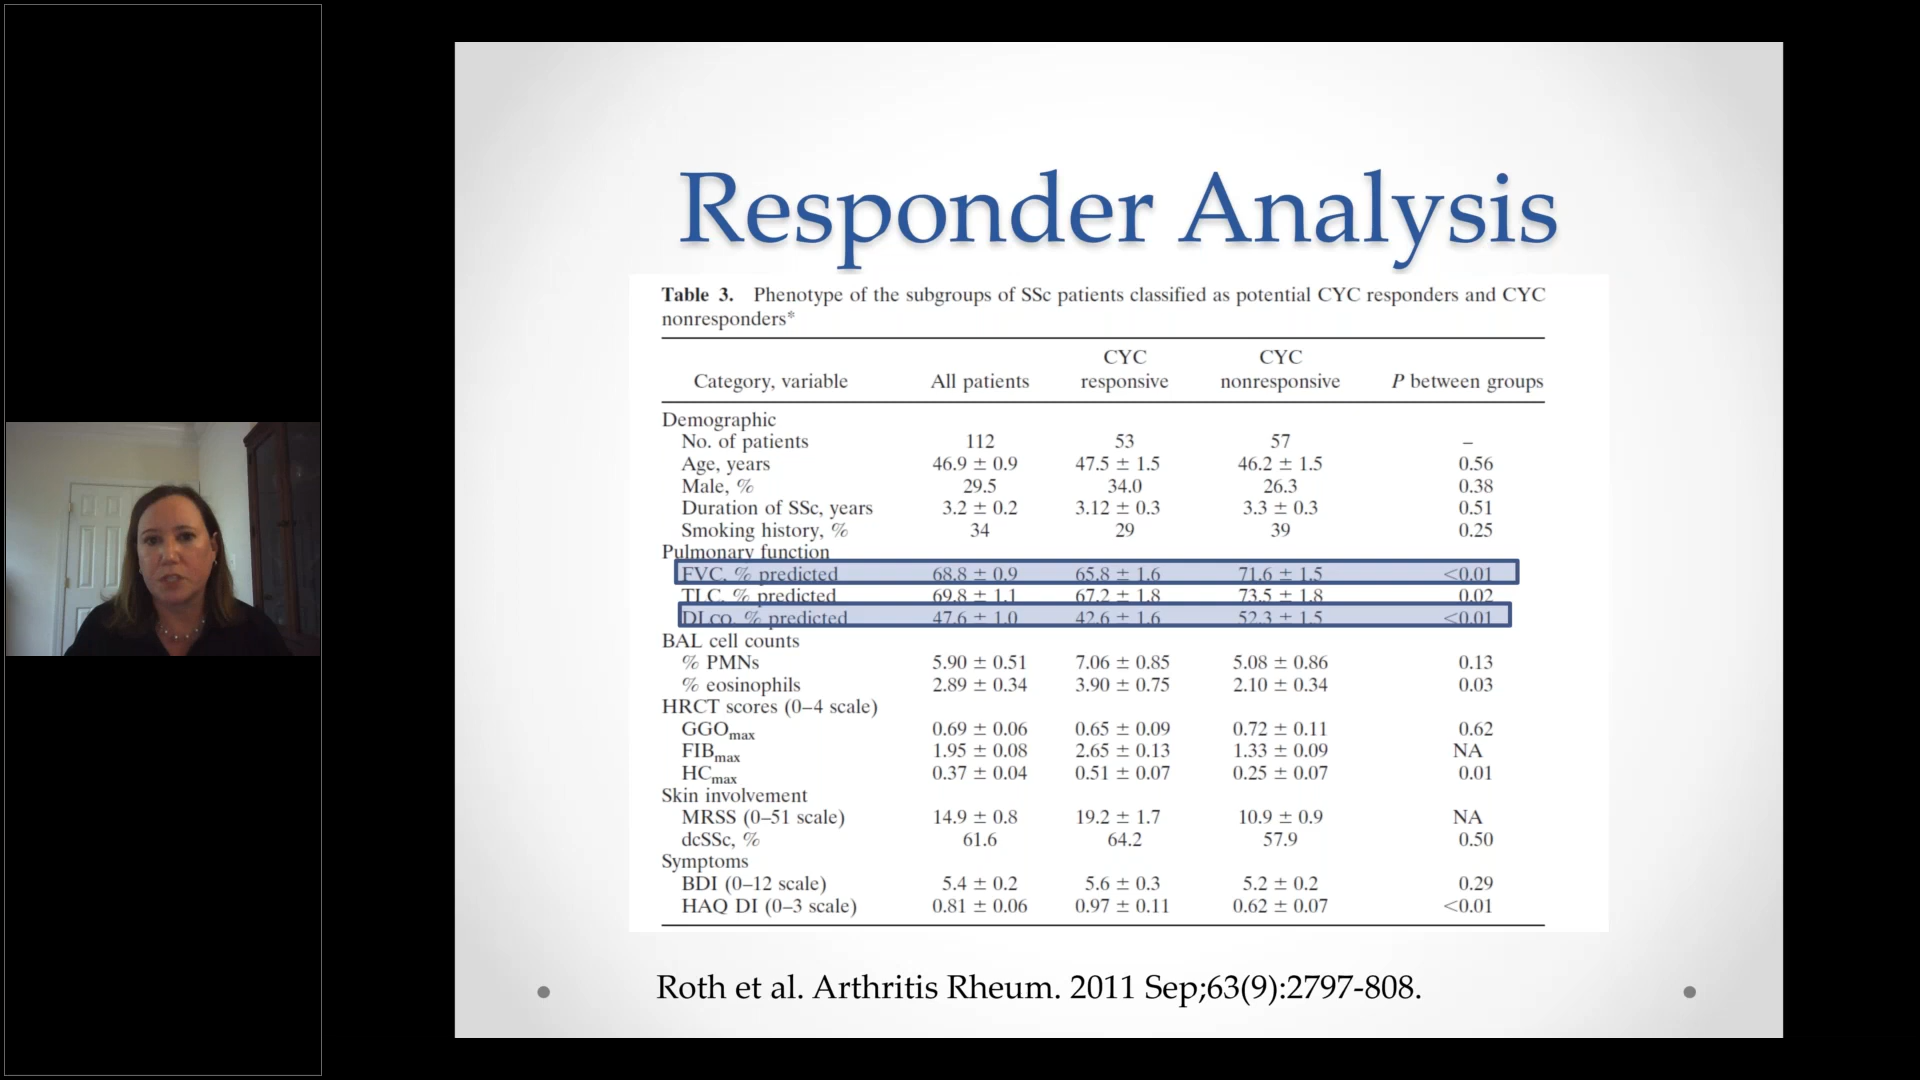 Responder Analysis
Table 3. Phenotype of the subgroups of SSc patients classified as potential CYC responders and CYC
nonresponders*
Category, variable All patients CYC responsive CYC nonresponsive P between groups
Demographic
No. of patients 112 53 57 –
Age, years 46.9 ± 0.9 47.5 ± 1.5 46.2 ± 1.5 0.56
Male, % 29.5 34.0 26.3 0.38
Duration of SSc, years 3.2 ± 0.2 3.12 ± 0.3 3.3 ± 0.3 0.51
Smoking history, % 34 29 39 0.25
Pulmonary function
FVC, % predicted 68.8 ± 0.9 65.8 ± 1.6 71.6 ± 1.5 <0.01
TLC, % predicted 69.8 ± 1.1 67.2 ± 1.8 73.5 ± 1.8 0.02
DLCO, % predicted 47.6 ± 1.0 42.6 ± 1.6 52.3 ± 1.5 <0.01
BAL cell counts
% PMNs 5.90 ± 0.51 7.06 ± 0.85 5.08 ± 0.86 0.13
% eosinophils 2.89 ± 0.34 3.90 ± 0.75 2.10 ± 0.34 0.03
HRCT scores (0–4 scale)
GGOmax 0.69 ± 0.06 0.65 ± 0.09 0.72 ± 0.11 0.62
FIBmax 1.95 ± 0.08 2.65 ± 0.13 1.33 ± 0.09 NA
HCmax 0.37 ± 0.04 0.51 ± 0.07 0.25 ± 0.07 0.01
Skin involvement
MRSS (0–51 scale) 14.9 ± 0.8 19.2 ± 1.7 10.9 ± 0.9 NA
dcSSc, % 61.6 64.2 57.9 0.50
Symptoms
BDI (0–12 scale) 5.4 ± 0.2 5.6 ± 0.3 5.2 ± 0.2 0.29
HAQ DI (0–3 scale) 0.81 ± 0.06 0.97 ± 0.11 0.62 ± 0.07 <0.01
Roth et al. Arthritis Rheum. 2011 Sep;63(9):2797-808.